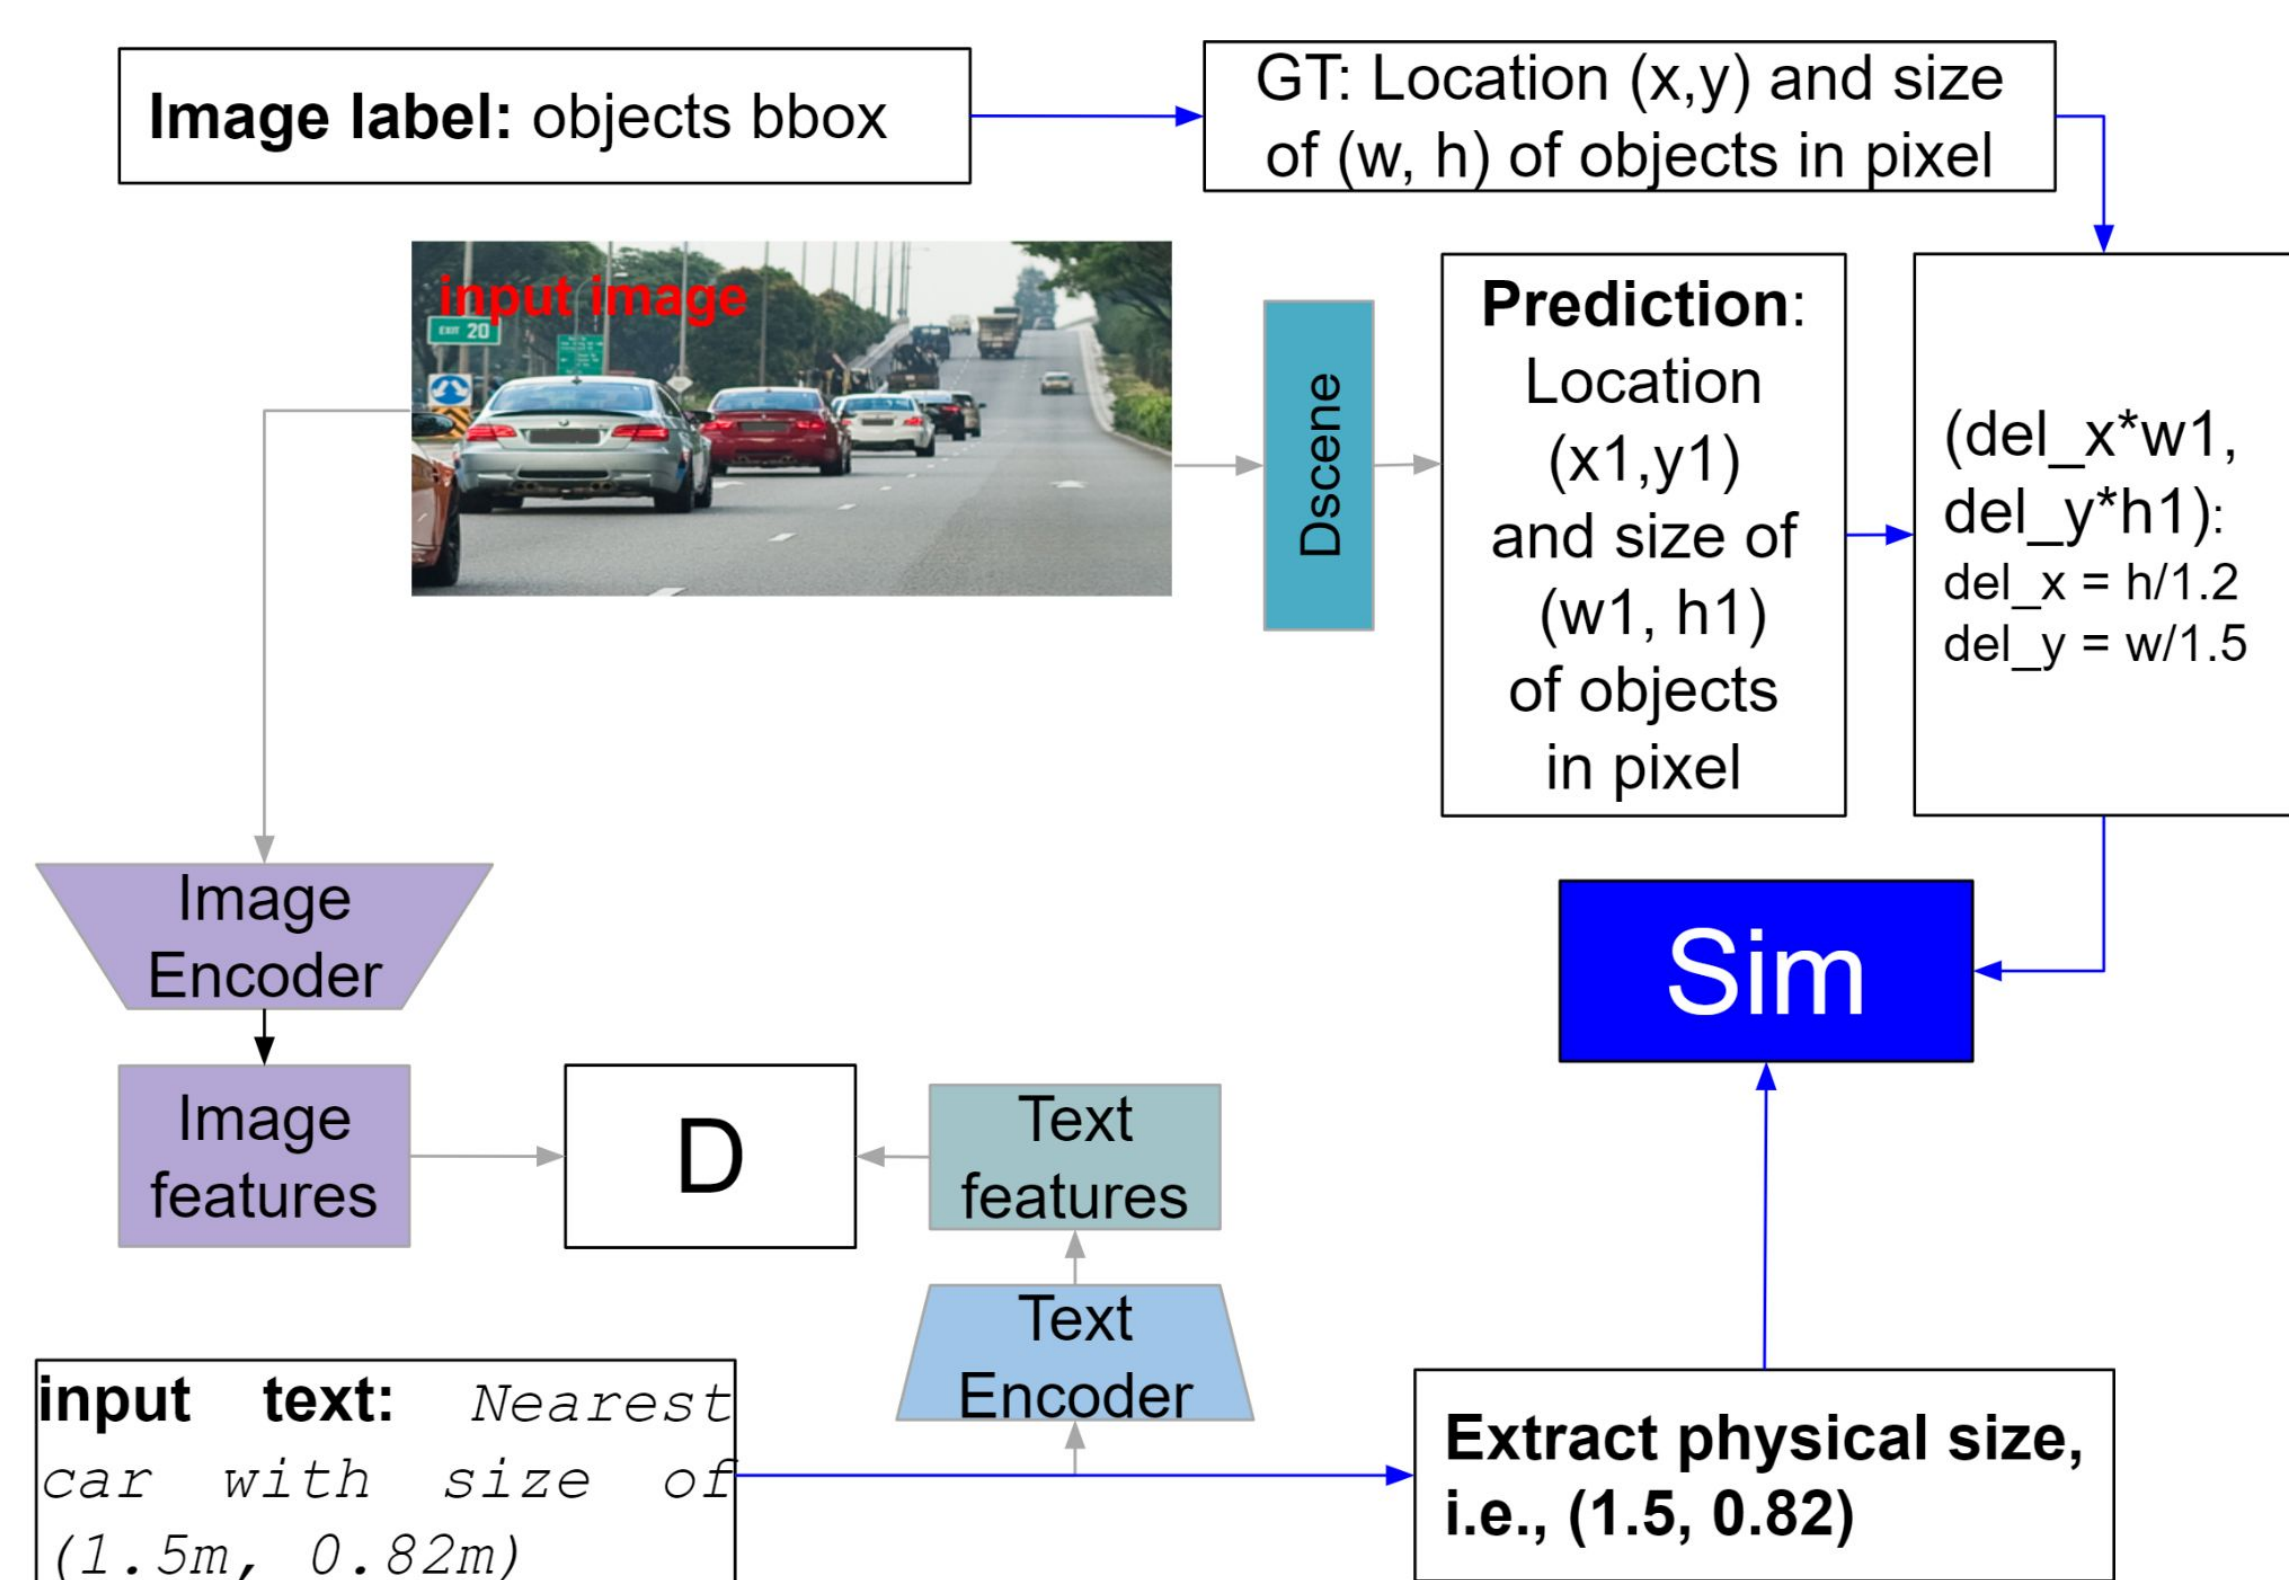 Image label: objects bbox
GT: Location (x,y) and size
of (w, h) of objects in pixel
input image
EXIT 20
Dscene
Prediction:
Location
(x1,y1)
and size of
(w1, h1)
of objects
in pixel
(del_x*w1,
del_y*h1):
del_x = h/1.2
del_y = w/1.5
Image
Encoder
Sim
Image
features
D
Text
features
Text
Encoder
input text: Nearest
car with size of
(1.5m, 0.82m)
Extract physical size,
i.e., (1.5, 0.82)